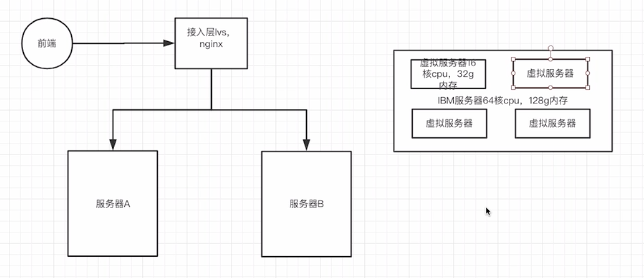 前端
接入层lvs,
nginx
服务器A
服务器B
虚拟服务器16
核cpu，32g
内存
虚拟服务器
IBM服务器64核cpu，128g内存
虚拟服务器
虚拟服务器